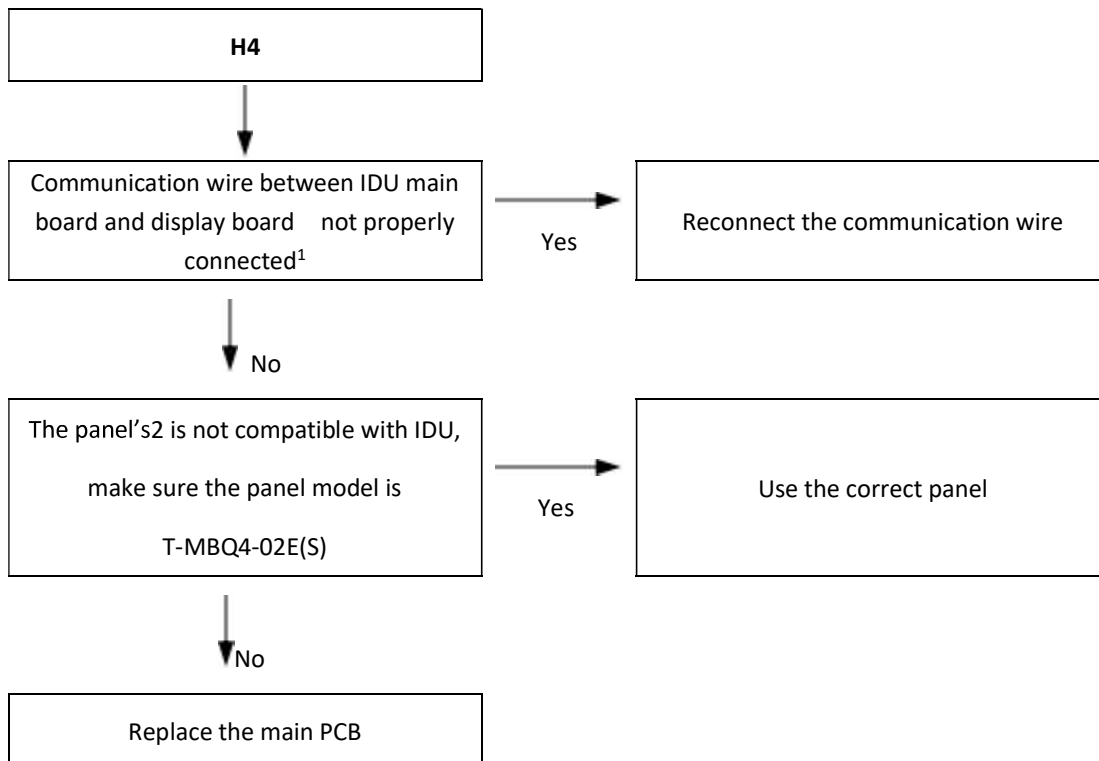 H4
Communication wire between IDU main
board and display board not properly
connected¹
Yes
Reconnect the communication wire
No
The panel's2 is not compatible with IDU,
make sure the panel model is
T-MBQ4-02E(S)
Yes
Use the correct panel
No
Replace the main PCB